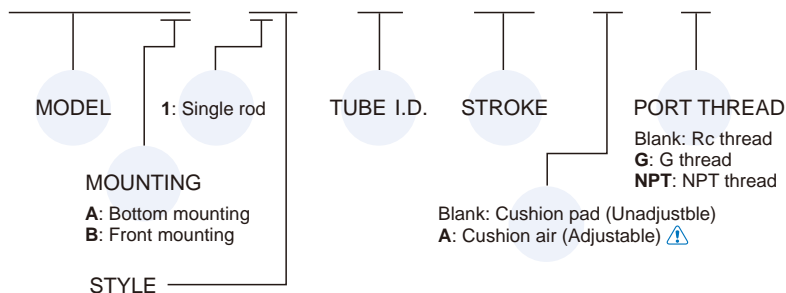 MODEL
1: Single rod
TUBE I.D.
STROKE
PORT THREAD
Blank: Rc thread
G: G thread
NPT: NPT thread
MOUNTING
A: Bottom mounting
B: Front mounting
Blank: Cushion pad (Unadjustble)
A: Cushion air (Adjustable)
STYLE